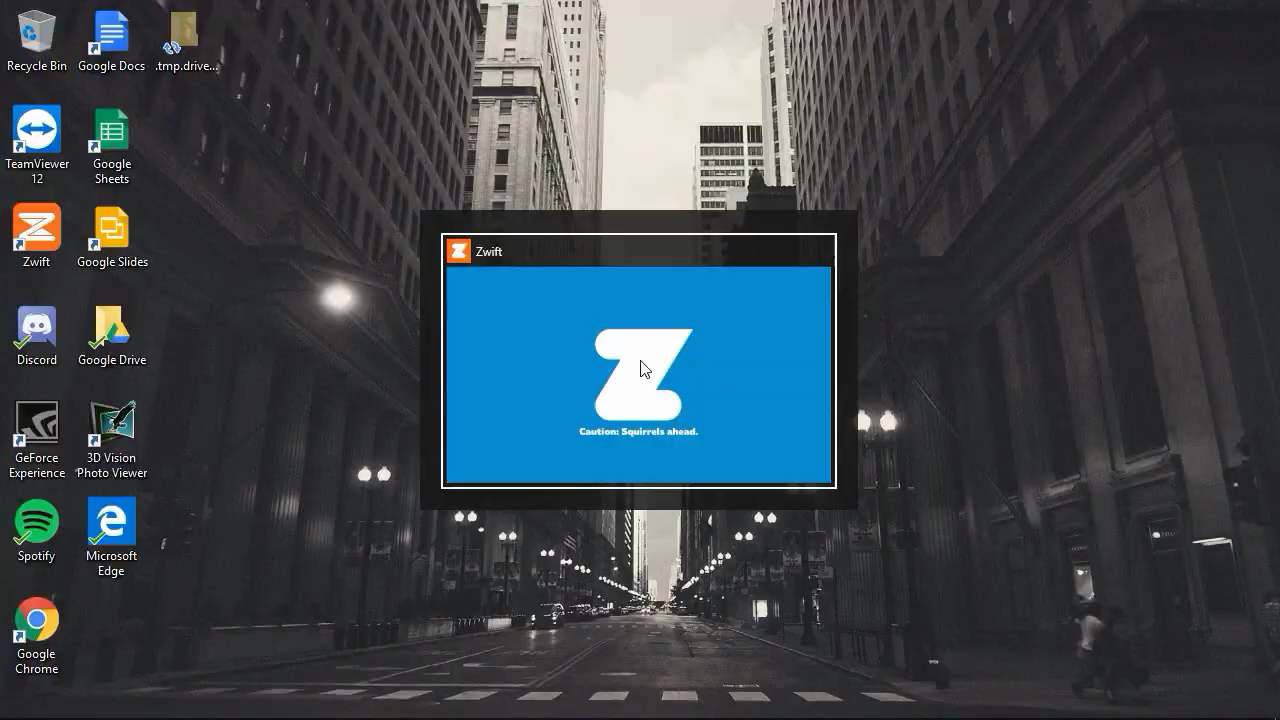 Recycle Bin
Google Docs
.tmp.drive...
TeamViewer
12
Google
Sheets
Zwift
Google Slides
Discord
Google Drive
GeForce
Experience
3D Vision
Photo Viewer
Spotify
Microsoft
Edge
Google
Chrome
Zwift
Caution: Squirrels ahead.